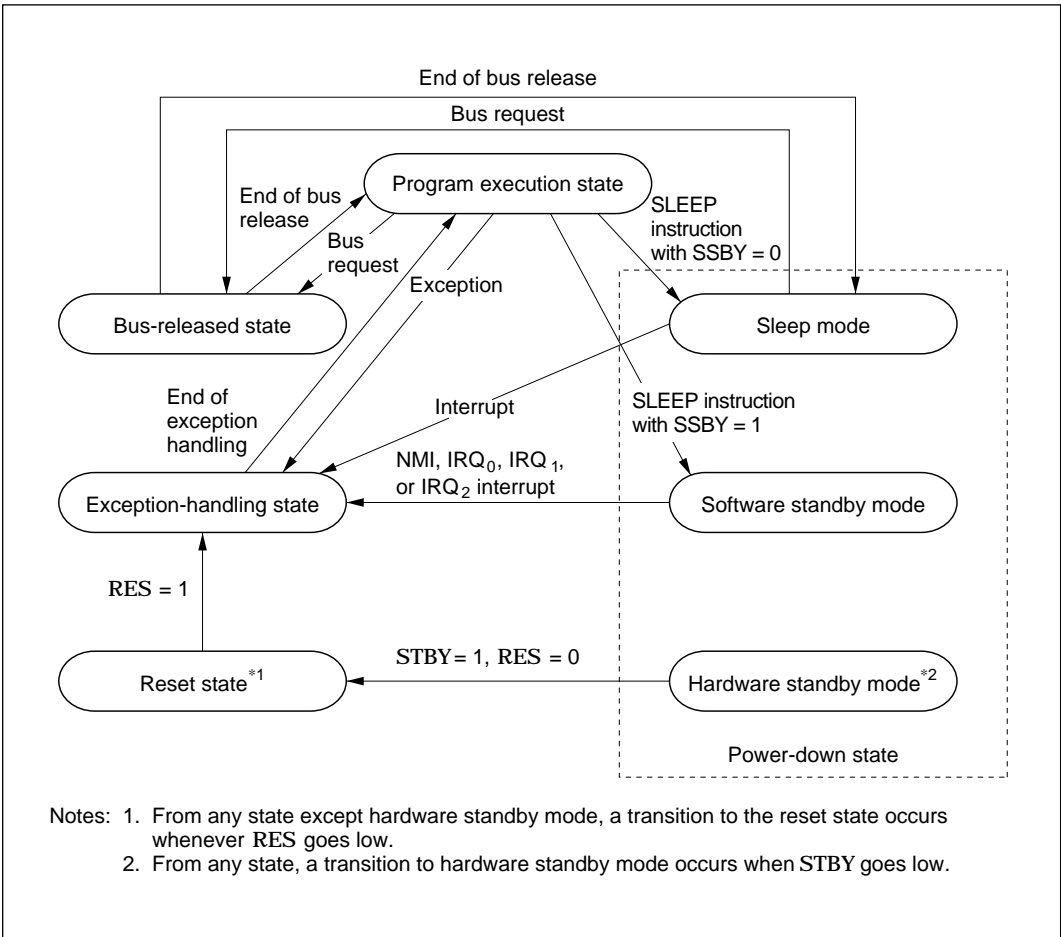 End of bus release
Bus request
Program execution state
End of bus
release
Bus
request
Exception
SLEEP
instruction
with SSBY = 0
Bus-released state
Sleep mode
End of
exception
handling
Interrupt
SLEEP instruction
with SSBY = 1
NMI, IRQ0, IRQ1,
or IRQ2 interrupt
Exception-handling state
Software standby mode
RES = 1
STBY = 1, RES = 0
Reset state*1
Hardware standby mode*2
Power-down state
Notes: 1. From any state except hardware standby mode, a transition to the reset state occurs
whenever RES goes low.
2. From any state, a transition to hardware standby mode occurs when STBY goes low.